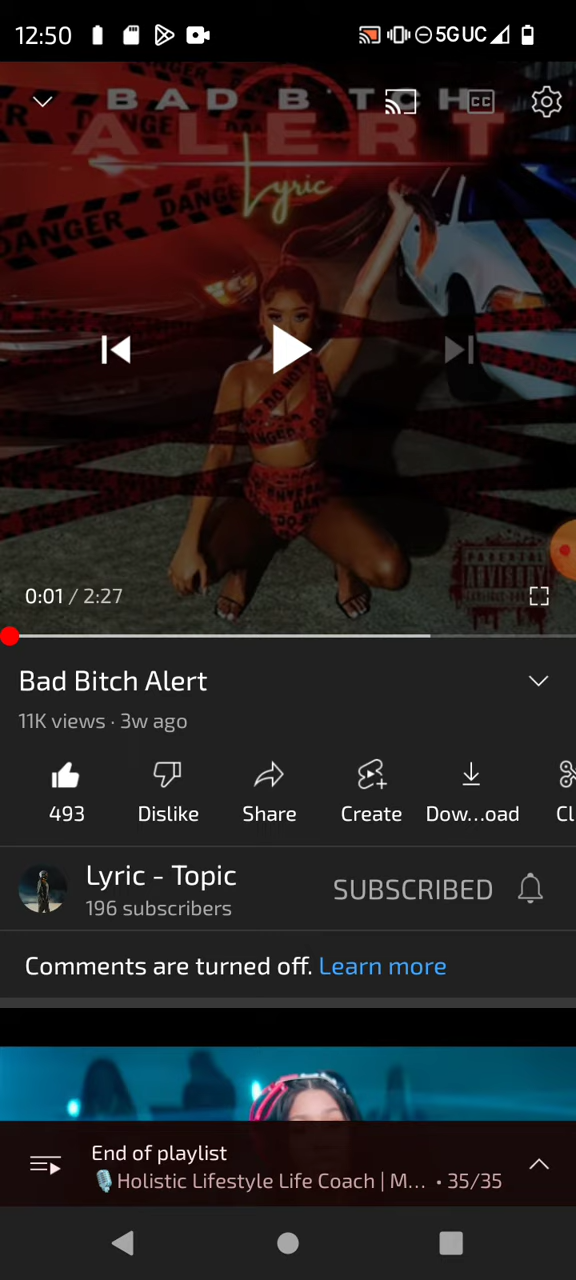 12:50
5G UC
BAD B*TCH
ALERT
Lyric
DANGER
DANGER
PARENTAL
ADVISORY
0:01 / 2:27
Bad Bitch Alert
11K views · 3w ago
493
Dislike
Share
Create
Dow...oad
Cl
Lyric - Topic
196 subscribers
SUBSCRIBED
Comments are turned off. Learn more
End of playlist
🎙️Holistic Lifestyle Life Coach | M... • 35/35